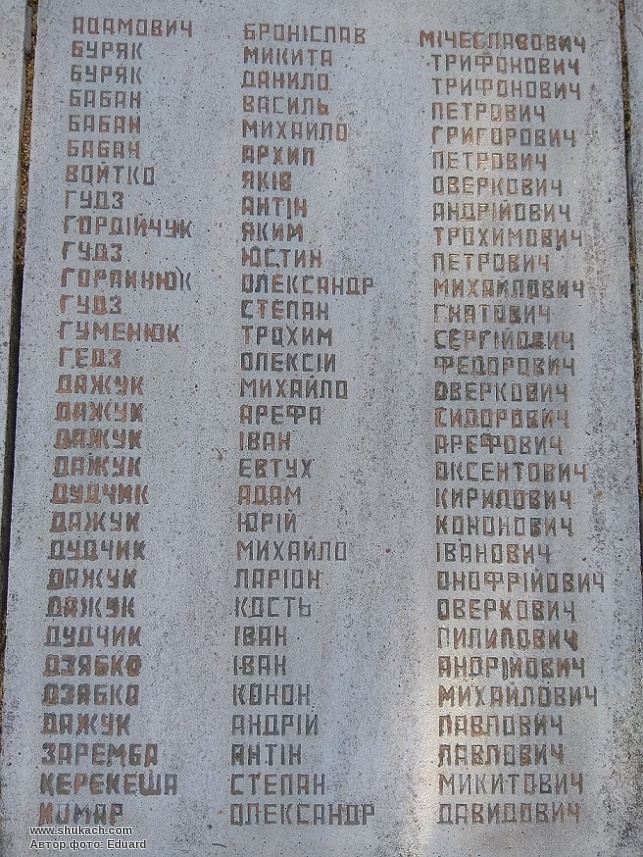 АДАМОВИЧ БРОНІСЛАВ МІЧЕСЛАВОВИЧ
БУРЯК МИКИТА ТРИФОНОВИЧ
БУРЯК ДАНИЛО ТРИФОНОВИЧ
БАБАН ВАСИЛЬ ПЕТРОВИЧ
БАБАН МИХАЙЛО ГРИГОРОВИЧ
БАБАН АРХИП ПЕТРОВИЧ
ВОЙТКО ЯКІВ ОВЕРКОВИЧ
ГУДЗ АНТІН АНДРІЙОВИЧ
ГОРДІЙЧУК ЯКИМ ТРОХИМОВИЧ
ГУДЗ ЮСТИН ПЕТРОВИЧ
ГОРПИНЮК ОЛЕКСАНДР МИХАЙЛОВИЧ
ГУДЗ СТЕПАН ГНАТОВИЧ
ГУМЕНЮК ТРОХИМ СЕРГІЙОВИЧ
ГЕДЗ ОЛЕКСІЙ ФЕДОРОВИЧ
ДАЖУК МИХАЙЛО ОВЕРКОВИЧ
ДАЖУК АРЕФА СИДОРОВИЧ
ДАЖУК ІВАН АРЕФОВИЧ
ДАЖУК ЕВТУХ ОКСЕНТОВИЧ
ДУДЧИК АДАМ КИРИЛОВИЧ
ДАЖУК ЮРІЙ КОНОНОВИЧ
ДУДЧИК МИХАЙЛО ІВАНОВИЧ
ДАЖУК ЛАРІОН ОНОФРІЙОВИЧ
ДАЖУК КОСТЬ ОВЕРКОВИЧ
ДУДЧИК ІВАН ПИЛИПОВИЧ
ДЗЯБКО ІВАН АНДРІЙОВИЧ
ДЗЯБКО КОНОН МИХАЙЛОВИЧ
ДАЖУК АНДРІЙ ПАВЛОВИЧ
ЗАРЕМБА АНТІН ПАВЛОВИЧ
КЕРЕКЕША СТЕПАН МИКИТОВИЧ
КОМАР ОЛЕКСАНДР ДАВИДОВИЧ
www.shukach.com
Автор фото: Eduard